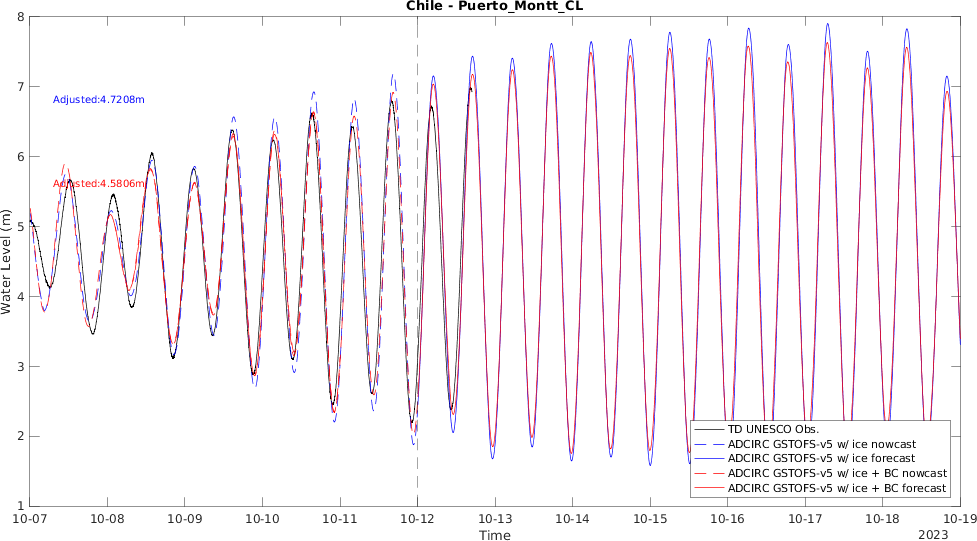 Chile - Puerto_Montt_CL
8
7
6
5
4
3
2
1
Water Level (m)
Adjusted:4.7208m
Adjusted:4.5806m
TD UNESCO Obs.
ADCIRC GSTOFS-v5 w/ ice nowcast
ADCIRC GSTOFS-v5 w/ ice forecast
ADCIRC GSTOFS-v5 w/ ice + BC nowcast
ADCIRC GSTOFS-v5 w/ ice + BC forecast
10-07 10-08 10-09 10-10 10-11 10-12 10-13 10-14 10-15 10-16 10-17 10-18 10-19
Time
2023